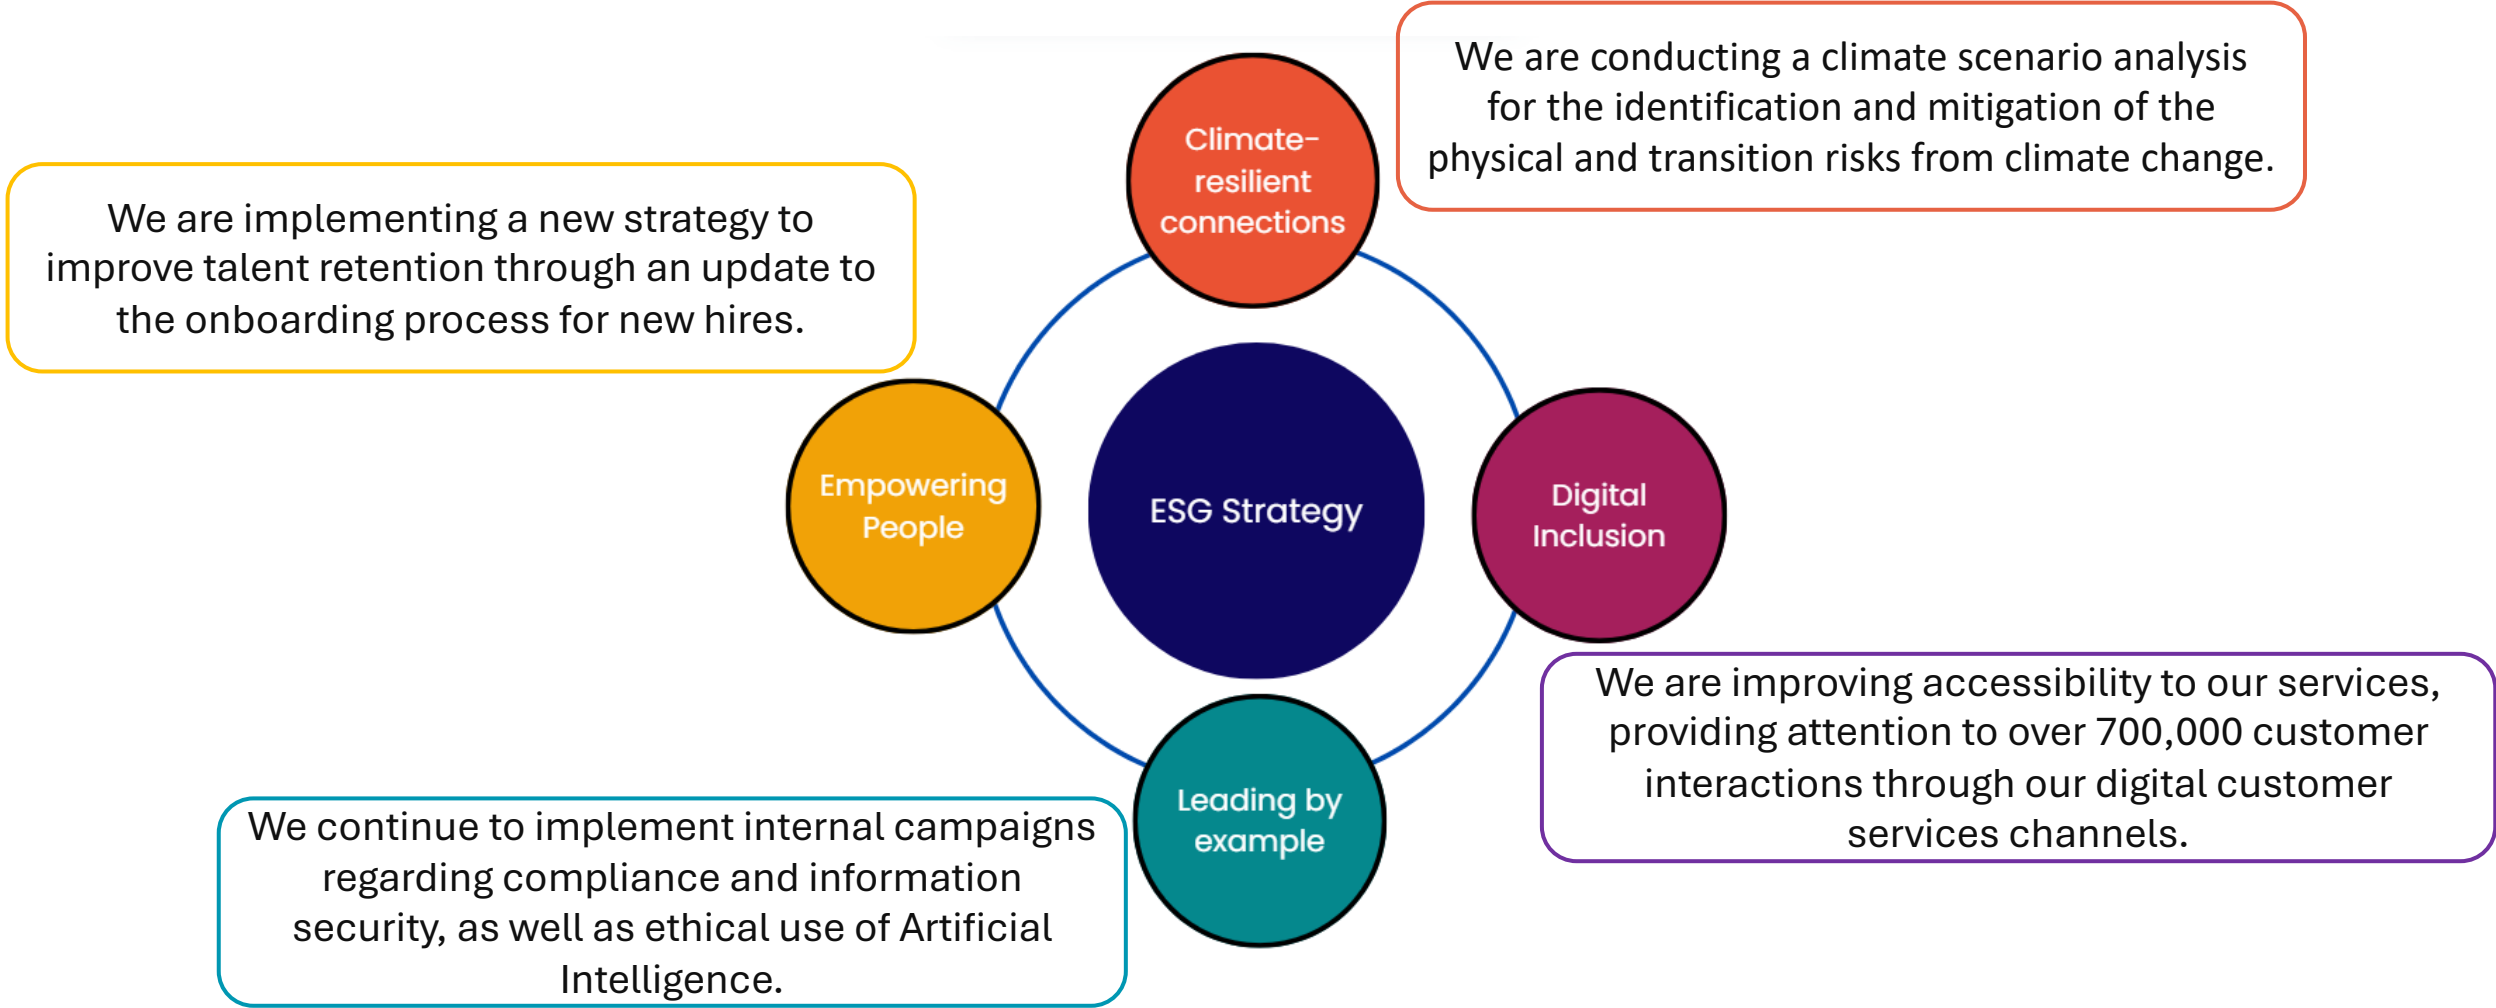 We are conducting a climate scenario analysis
for the identification and mitigation of the
physical and transition risks from climate change.
Climate-
resilient
connections
We are implementing a new strategy to
improve talent retention through an update to
the onboarding process for new hires.
Empowering
People
ESG Strategy
Digital
Inclusion
We are improving accessibility to our services,
providing attention to over 700,000 customer
interactions through our digital customer
services channels.
Leading by
example
We continue to implement internal campaigns
regarding compliance and information
security, as well as ethical use of Artificial
Intelligence.